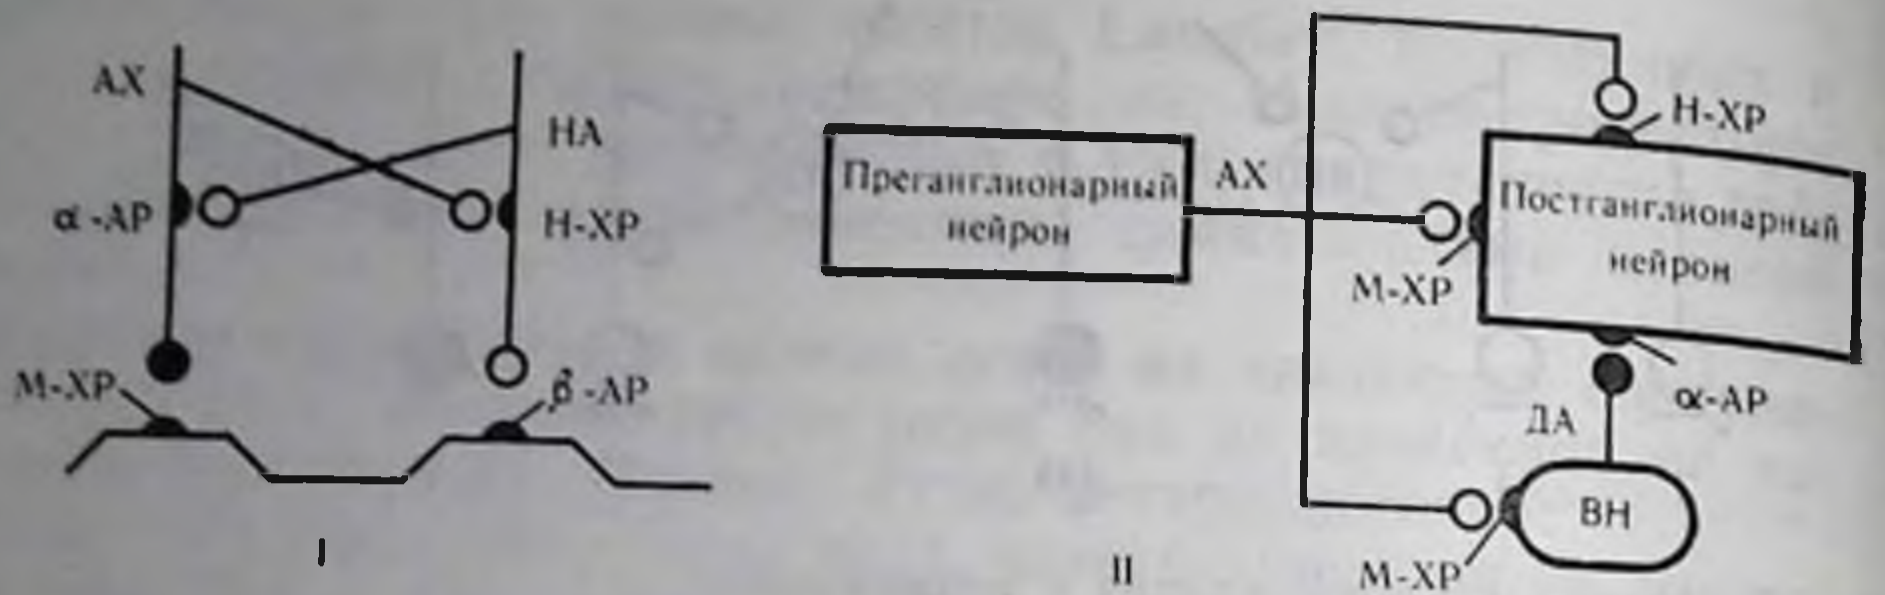 АХ
НА
α-АР
Н-ХР
М-ХР
β-АР
I
Преганглионарный
нейрон
АХ
Н-ХР
Постганглионарный
нейрон
М-ХР
α-АР
ДА
ВН
М-ХР
II